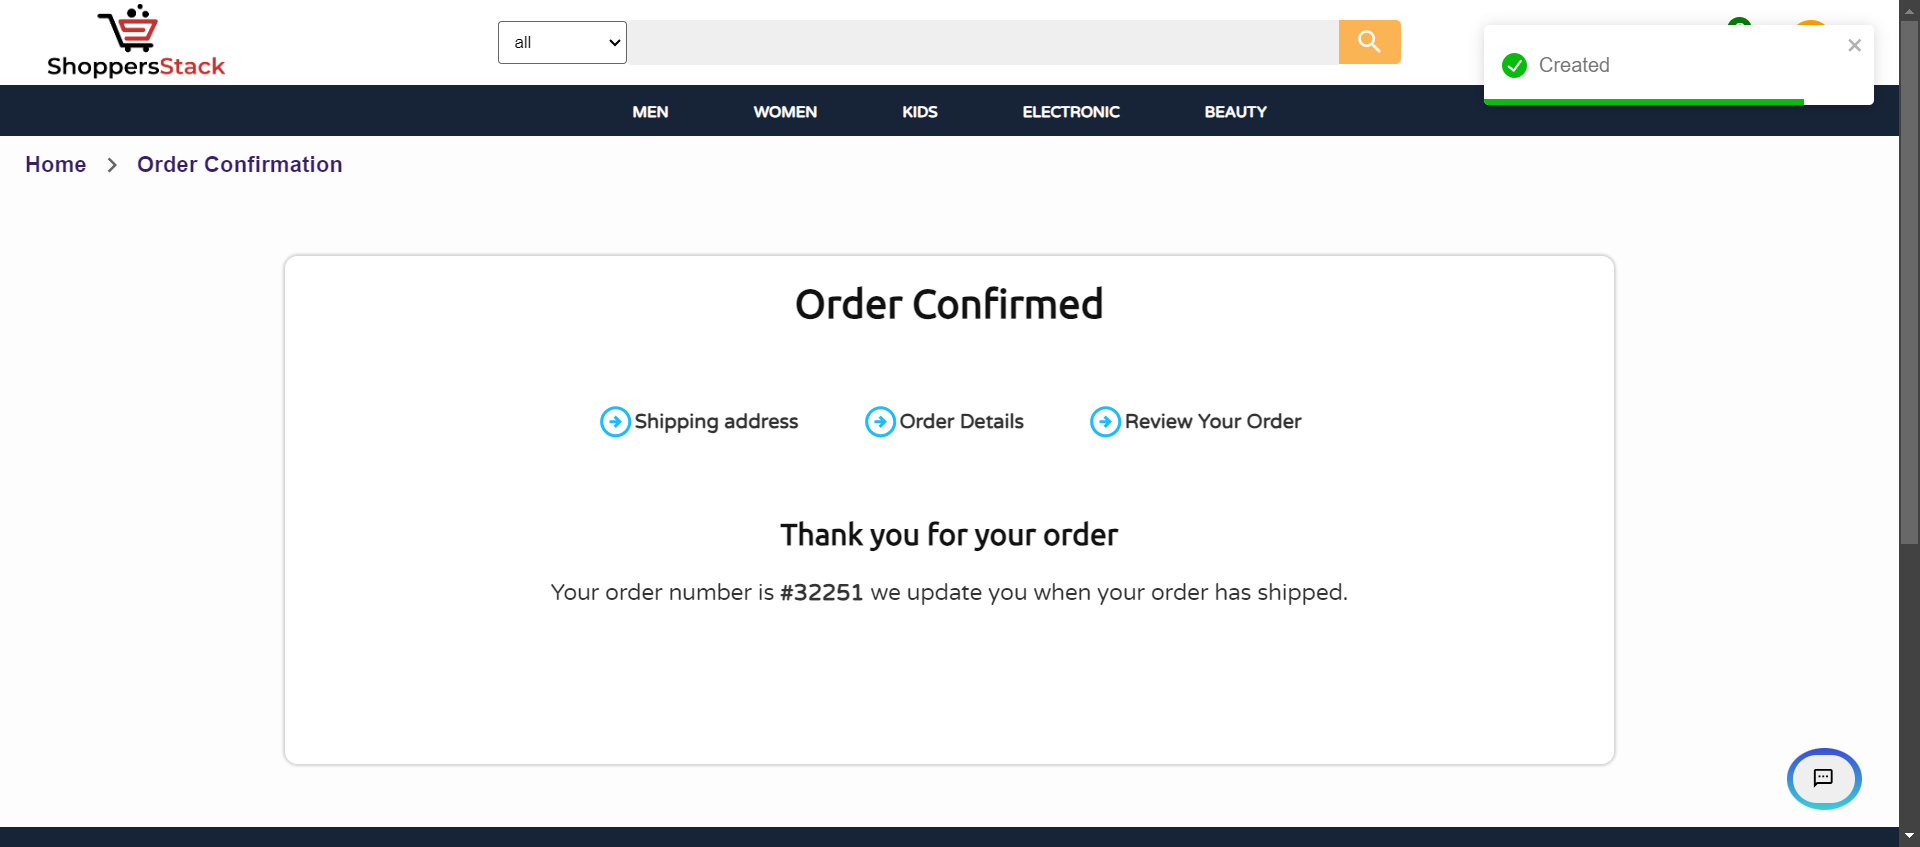 ShoppersStack
all
Created
MEN WOMEN KIDS ELECTRONIC BEAUTY
Home > Order Confirmation
Order Confirmed
Shipping address Order Details Review Your Order
Thank you for your order
Your order number is #32251 we update you when your order has shipped.